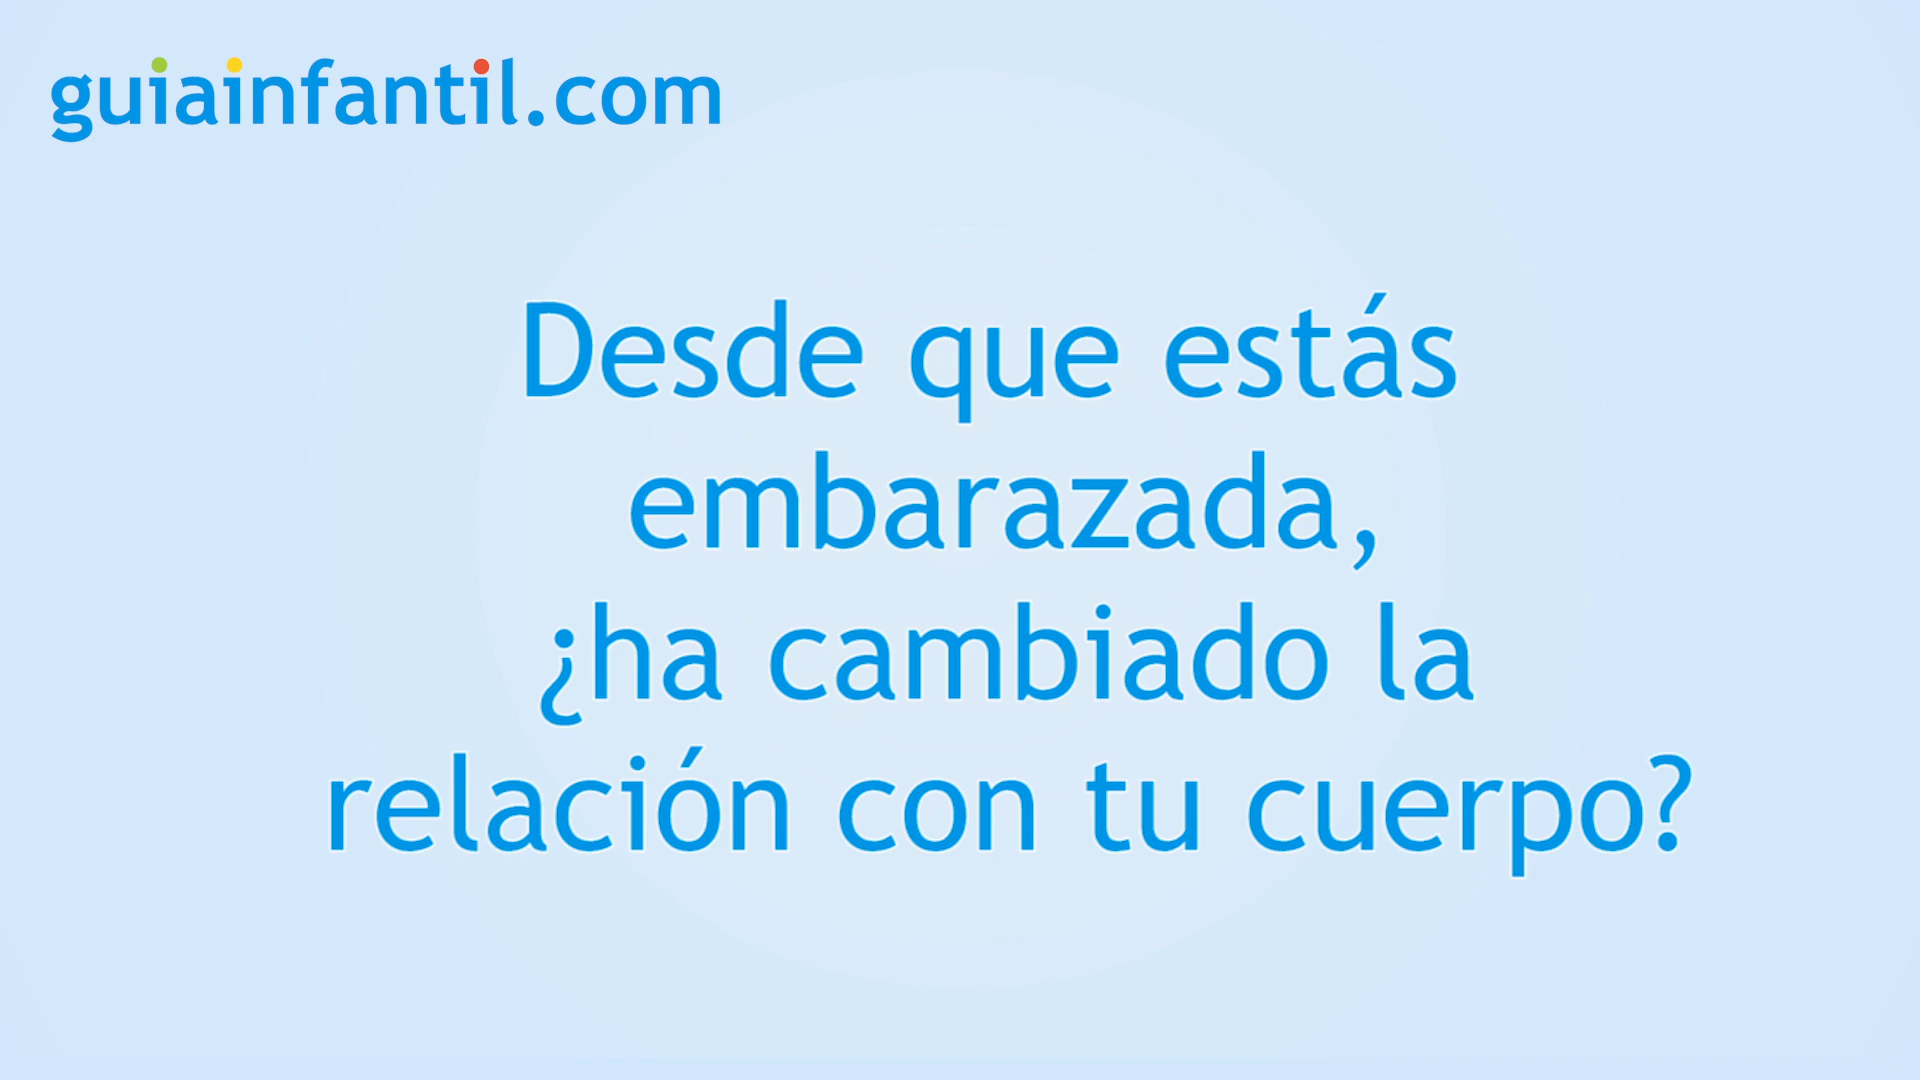 guiainfantil.com
Desde que estás
embarazada,
¿ha cambiado la
relación con tu cuerpo?